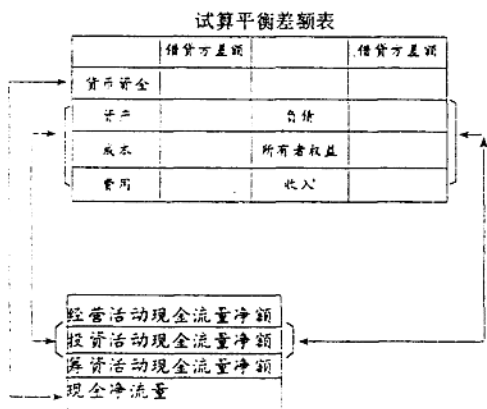 试算平衡差额表
借贷方差额 借贷方差额
货币资金
资产 负债
成本 所有者权益
费用 收入
经营活动现金流量净额
投资活动现金流量净额
筹资活动现金流量净额
现金净流量